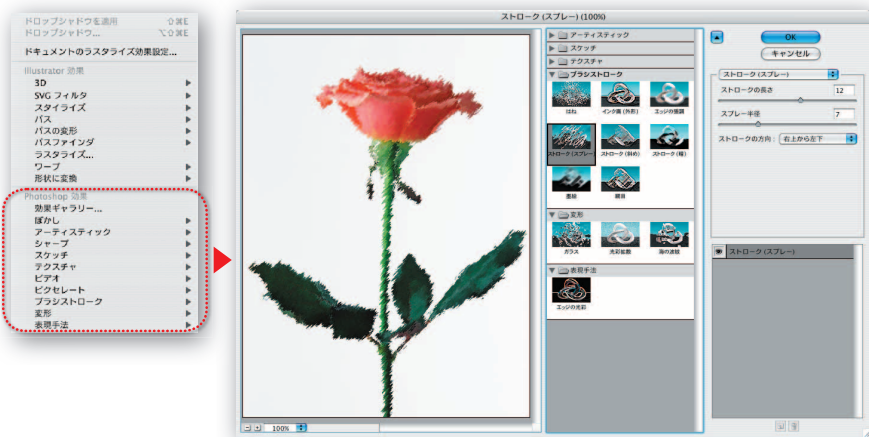 ドロップシャドウを適用 ⇧⌘E
ドロップシャドウ... ⌥⇧⌘E
ドキュメントのラスタライズ効果設定...
Illustrator 効果
3D
SVG フィルタ
スタイライズ
パス
パスの変形
パスファインダ
ラスタライズ...
ワープ
形状に変換
Photoshop 効果
効果ギャラリー...
ぼかし
アーティスティック
シャープ
スケッチ
テクスチャ
ビデオ
ピクセレート
ブラシストローク
変形
表現手法
ストローク (スプレー) (100%)
100%
アーティスティック
スケッチ
テクスチャ
ブラシストローク
はね インク画 (外形) エッジの強調
ストローク (スプレー) ストローク (斜め) ストローク (暗)
墨絵 網目
変形
ガラス 光彩拡散 海の波紋
表現手法
エッジの光彩
OK
キャンセル
ストローク (スプレー)
ストロークの長さ 12
スプレー半径 7
ストロークの方向 : 右上から左下
ストローク (スプレー)